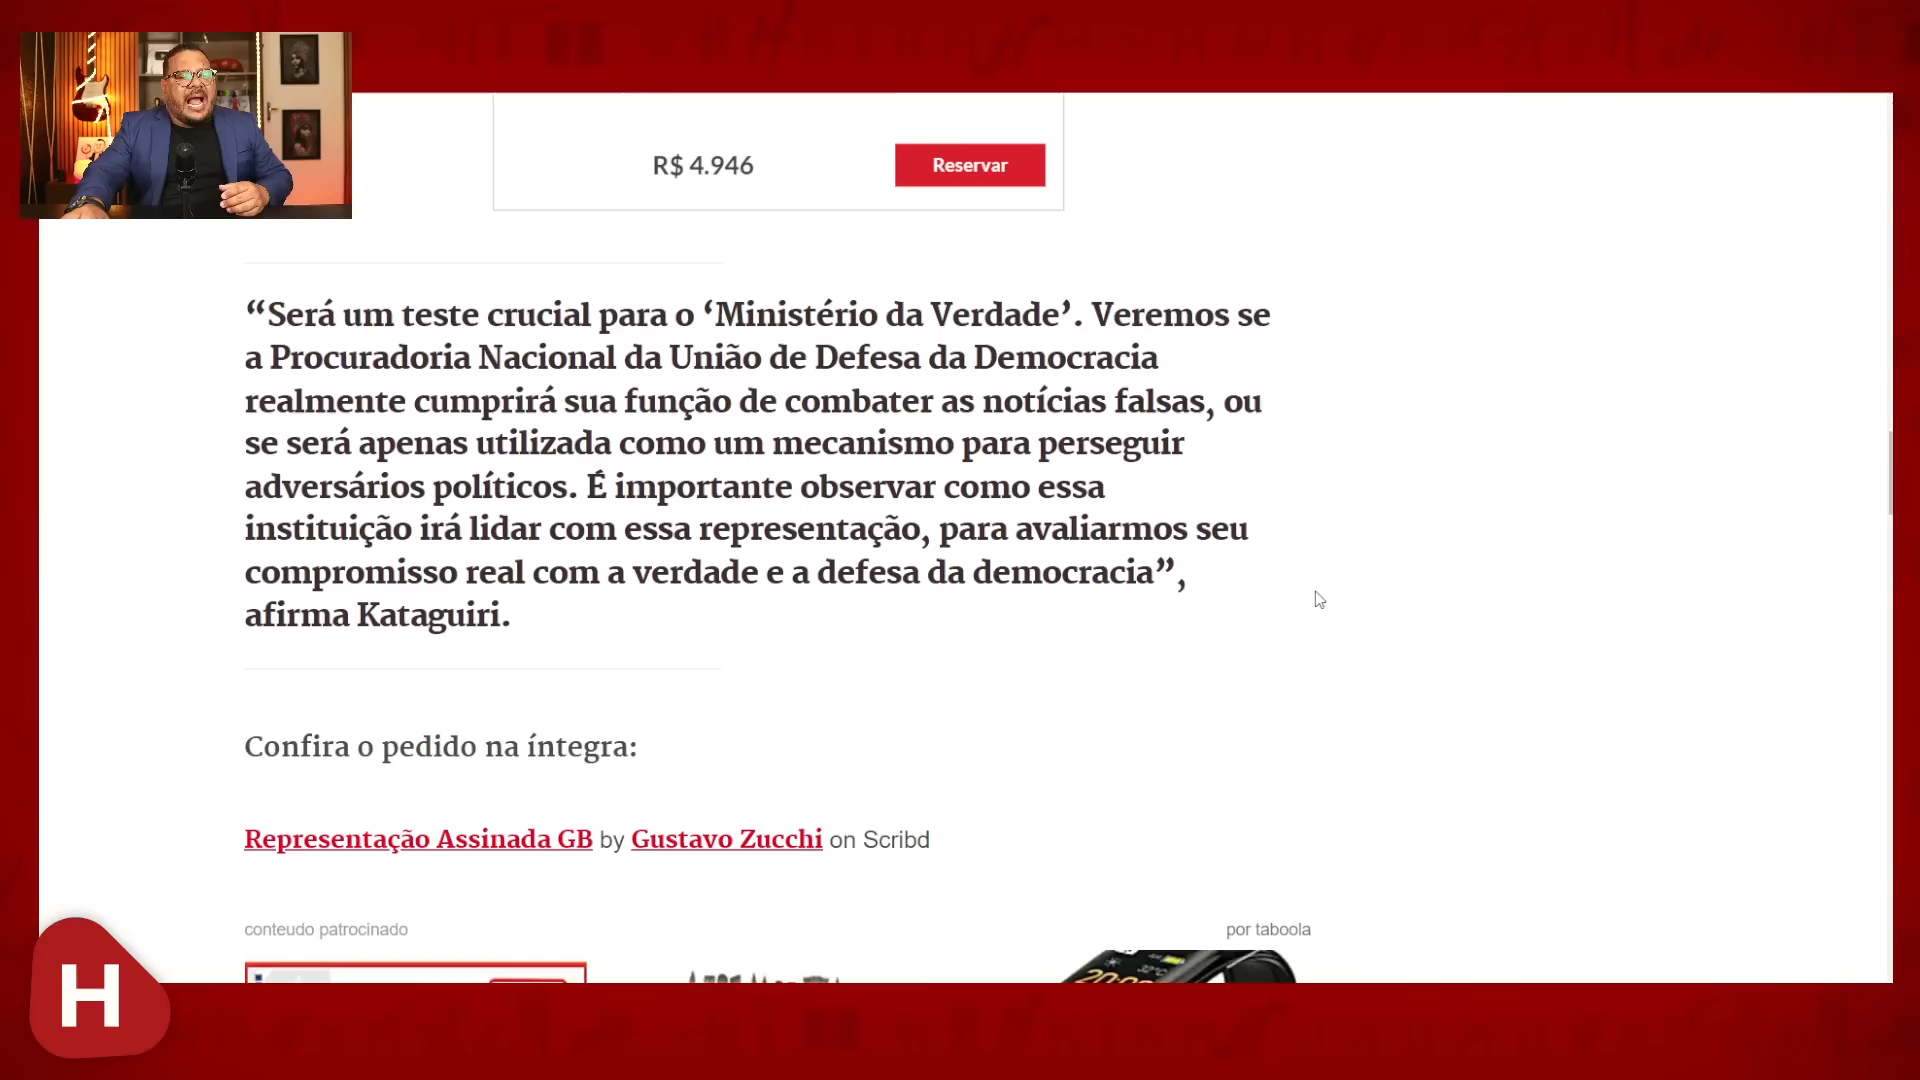 R$ 4.946
Reservar
“Será um teste crucial para o ‘Ministério da Verdade’. Veremos se
a Procuradoria Nacional da União de Defesa da Democracia
realmente cumprirá sua função de combater as notícias falsas, ou
se será apenas utilizada como um mecanismo para perseguir
adversários políticos. É importante observar como essa
instituição irá lidar com essa representação, para avaliarmos seu
compromisso real com a verdade e a defesa da democracia”,
afirma Kataguiri.
Confira o pedido na íntegra:
Representação Assinada GB by Gustavo Zucchi on Scribd
conteudo patrocinado
por taboola
32°C
H